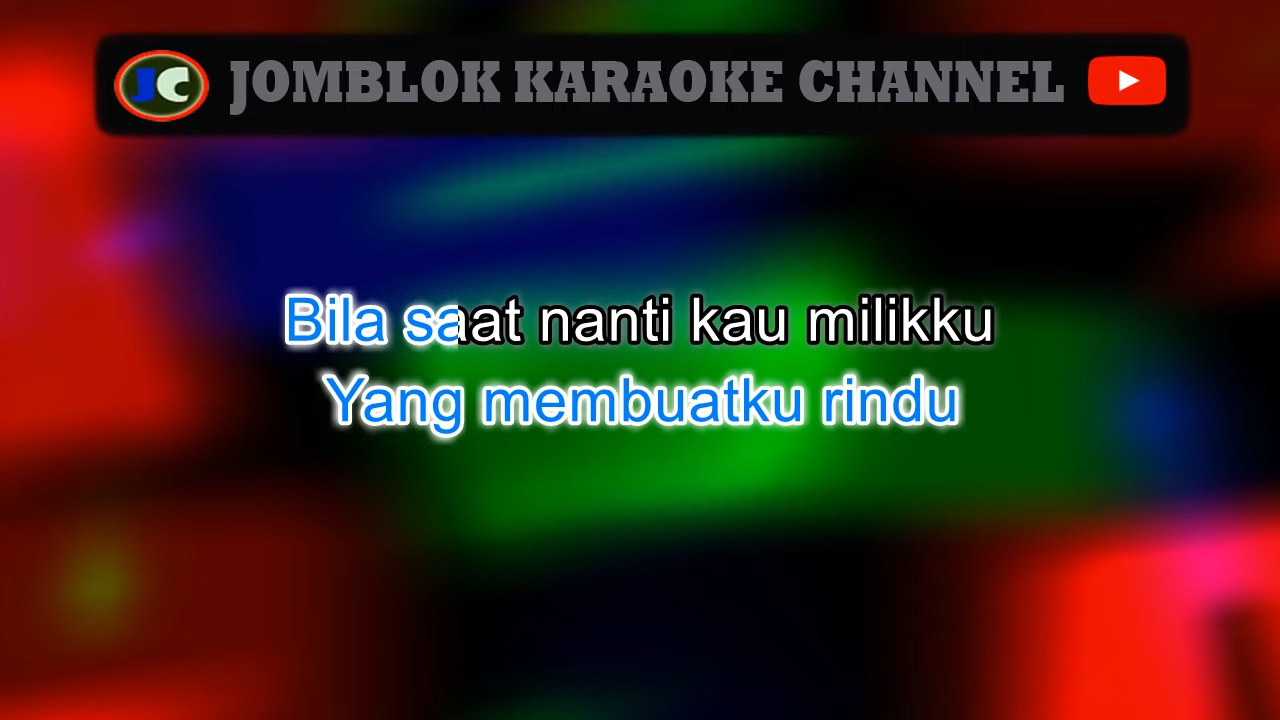 JC JOMBLOK KARAOKE CHANNEL
Bila saat nanti kau milikku
Yang membuatku rindu